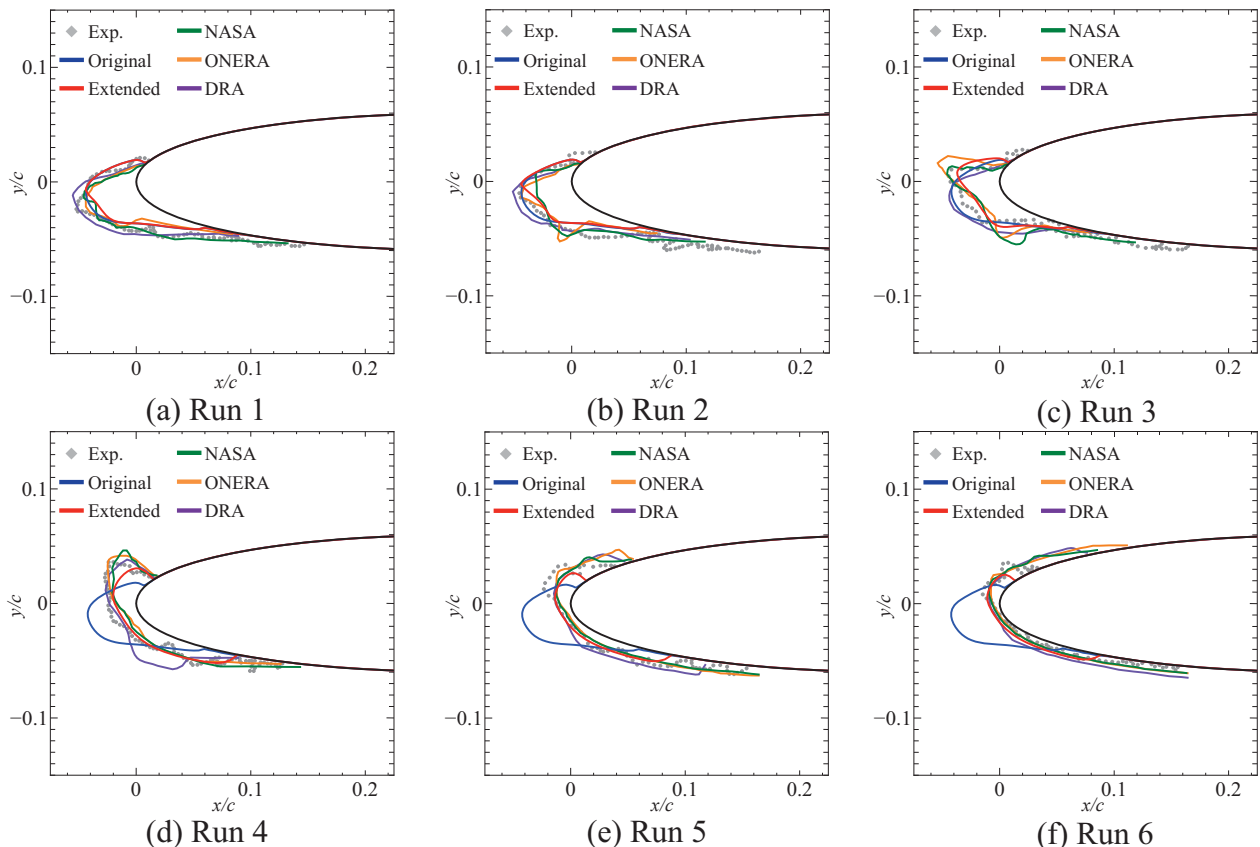 Exp. NASA
Original ONERA
Extended DRA
0.1
0
−0.1
y/c
0 0.1 0.2
x/c
(a) Run 1
Exp. NASA
Original ONERA
Extended DRA
0.1
0
−0.1
y/c
0 0.1 0.2
x/c
(b) Run 2
Exp. NASA
Original ONERA
Extended DRA
0.1
0
−0.1
y/c
0 0.1 0.2
x/c
(c) Run 3
Exp. NASA
Original ONERA
Extended DRA
0.1
0
−0.1
y/c
0 0.1 0.2
x/c
(d) Run 4
Exp. NASA
Original ONERA
Extended DRA
0.1
0
−0.1
y/c
0 0.1 0.2
x/c
(e) Run 5
Exp. NASA
Original ONERA
Extended DRA
0.1
0
−0.1
y/c
0 0.1 0.2
x/c
(f) Run 6